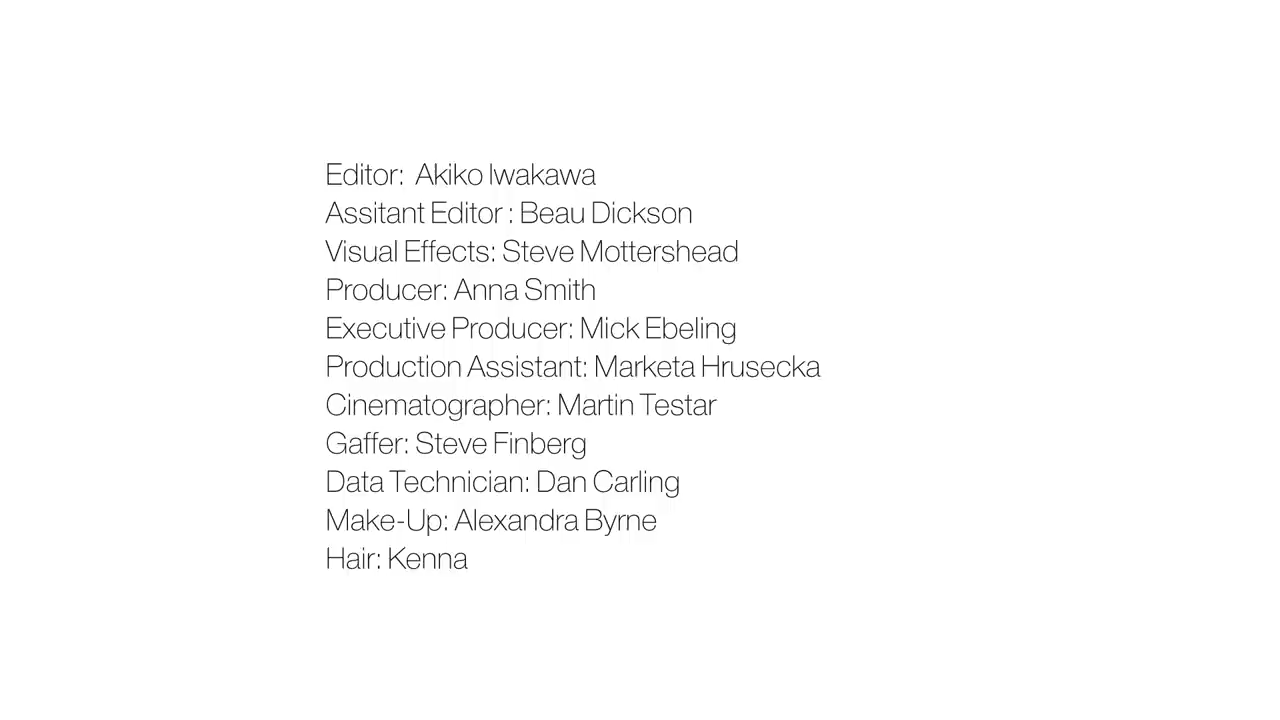 Editor:  Akiko Iwakawa
Assitant Editor : Beau Dickson
Visual Effects: Steve Mottershead
Producer: Anna Smith
Executive Producer: Mick Ebeling
Production Assistant: Marketa Hrusecka
Cinematographer: Martin Testar
Gaffer: Steve Finberg
Data Technician: Dan Carling
Make-Up: Alexandra Byrne
Hair: Kenna